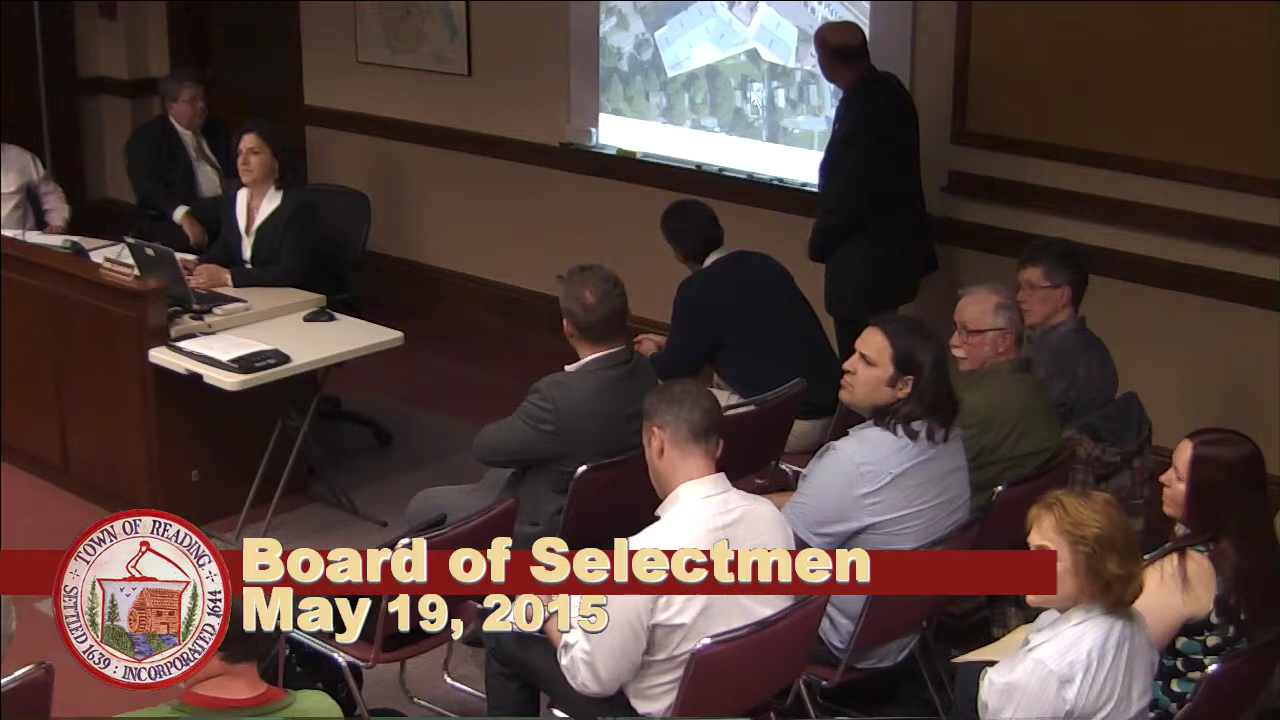 TOWN OF READING
SETTLED 1639 : INCORPORATED 1644
Board of Selectmen
May 19, 2015